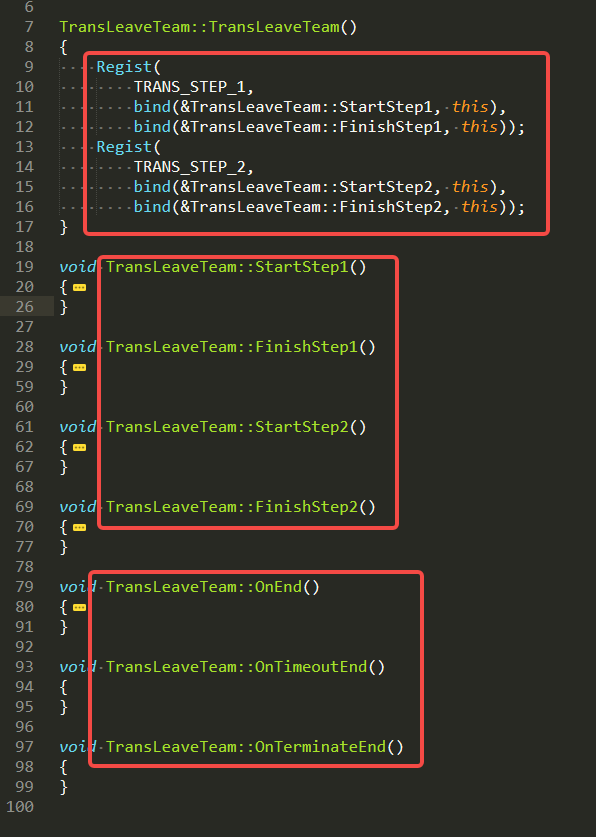 6
7 TransLeaveTeam::TransLeaveTeam()
8 {
9 Regist(
10 TRANS_STEP_1,
11 bind(&TransLeaveTeam::StartStep1, this),
12 bind(&TransLeaveTeam::FinishStep1, this));
13 Regist(
14 TRANS_STEP_2,
15 bind(&TransLeaveTeam::StartStep2, this),
16 bind(&TransLeaveTeam::FinishStep2, this));
17 }
18
19 void TransLeaveTeam::StartStep1()
20 {
26 }
27
28 void TransLeaveTeam::FinishStep1()
29 {
59 }
60
61 void TransLeaveTeam::StartStep2()
62 {
67 }
68
69 void TransLeaveTeam::FinishStep2()
70 {
77 }
78
79 void TransLeaveTeam::OnEnd()
80 {
91 }
92
93 void TransLeaveTeam::OnTimeoutEnd()
94 {
95 }
96
97 void TransLeaveTeam::OnTerminateEnd()
98 {
99 }
100